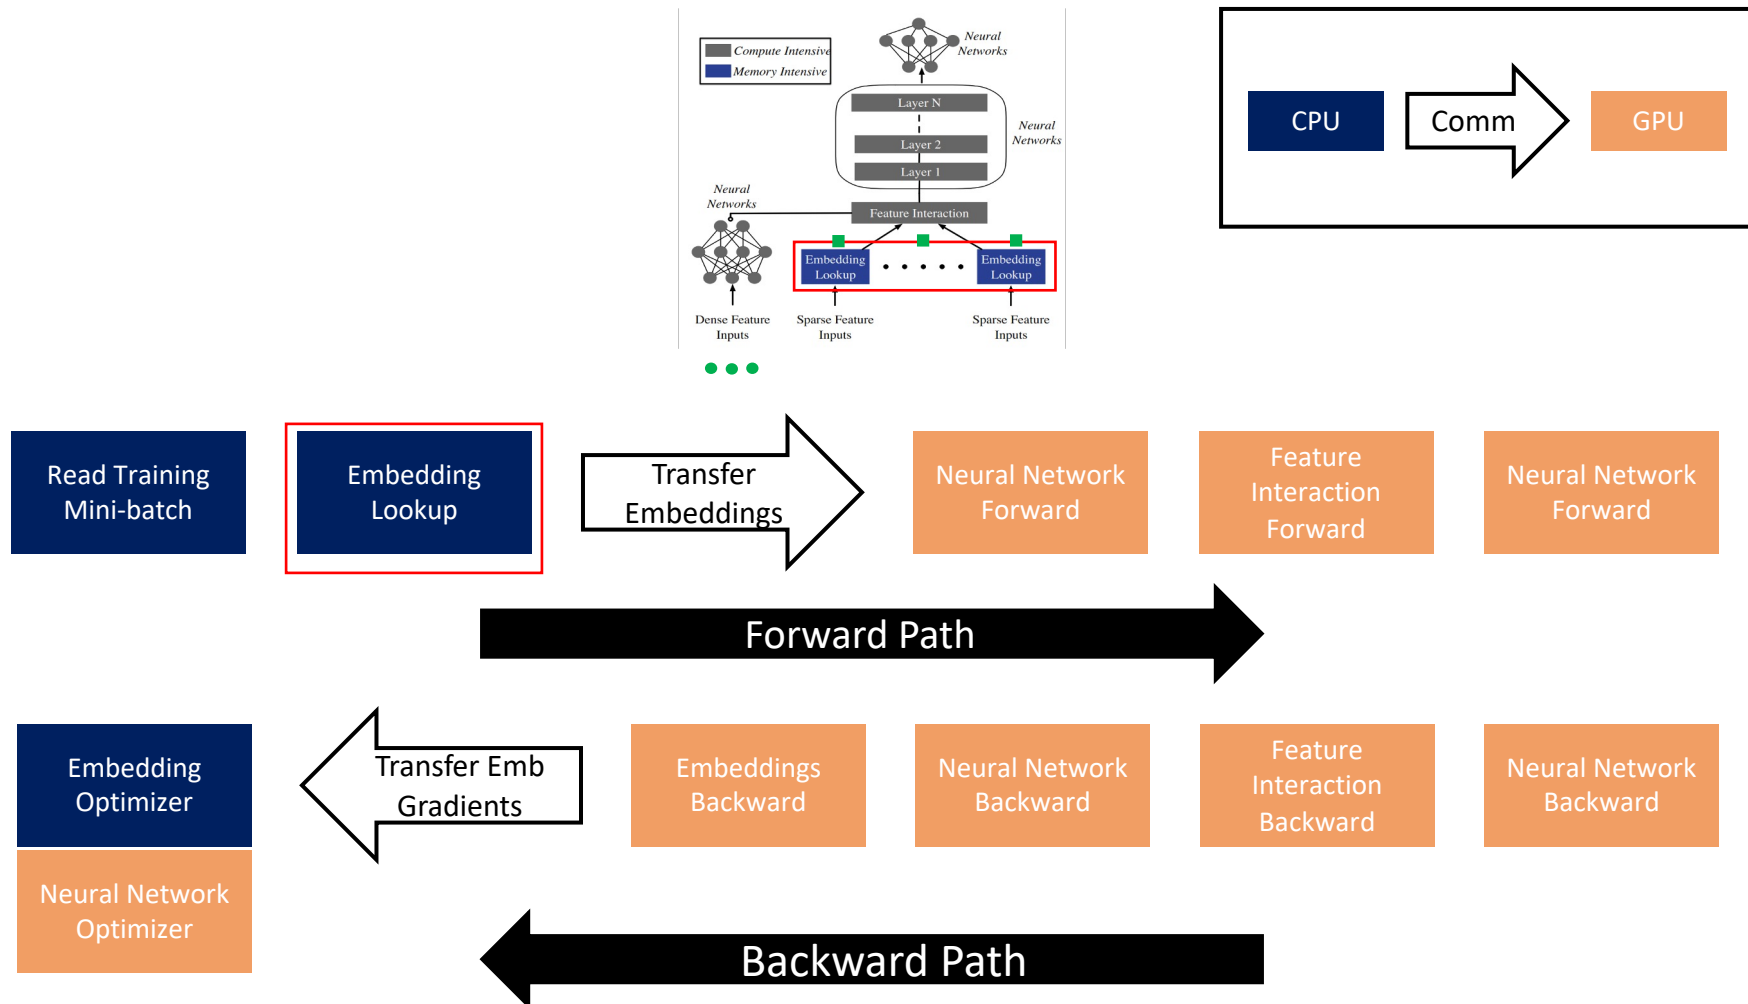 Compute Intensive
Memory Intensive
Neural
Networks
Layer N
Layer 2
Layer 1
Neural
Networks
Neural
Networks
Feature Interaction
Embedding
Lookup
Embedding
Lookup
Dense Feature
Inputs
Sparse Feature
Inputs
Sparse Feature
Inputs
CPU
Comm
GPU
Read Training
Mini-batch
Embedding
Lookup
Transfer
Embeddings
Neural Network
Forward
Feature
Interaction
Forward
Neural Network
Forward
Forward Path
Embedding
Optimizer
Transfer Emb
Gradients
Embeddings
Backward
Neural Network
Backward
Feature
Interaction
Backward
Neural Network
Backward
Neural Network
Optimizer
Backward Path